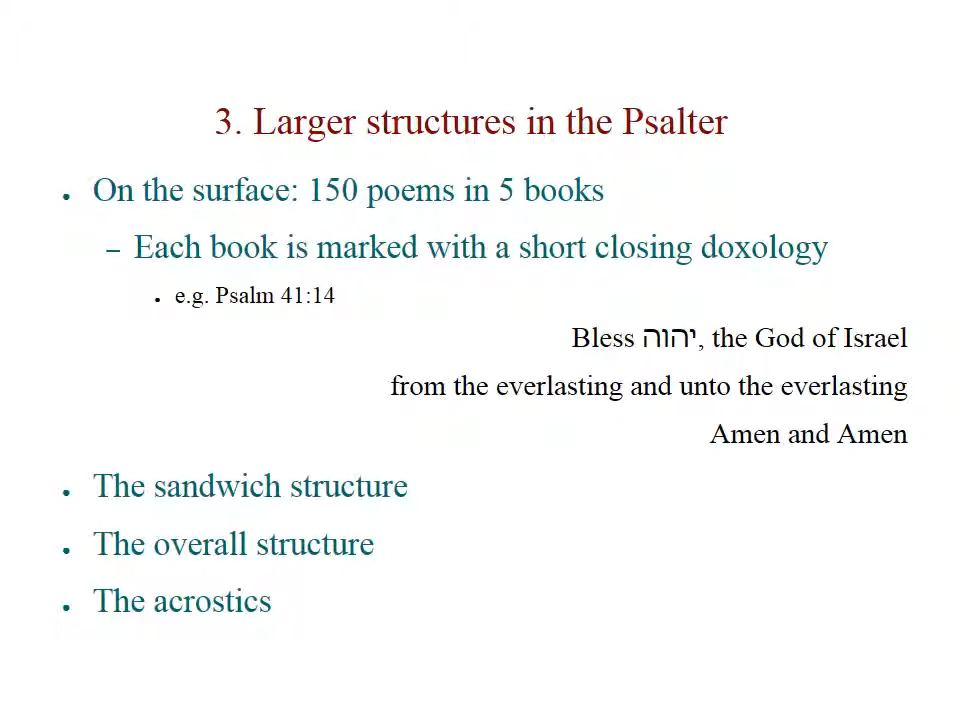 3. Larger structures in the Psalter
• On the surface: 150 poems in 5 books
– Each book is marked with a short closing doxology
• e.g. Psalm 41:14
Bless יהוה, the God of Israel
from the everlasting and unto the everlasting
Amen and Amen
• The sandwich structure
• The overall structure
• The acrostics